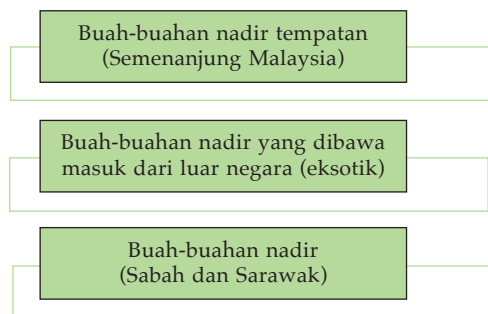 Buah-buahan nadir tempatan
(Semenanjung Malaysia)
Buah-buahan nadir yang dibawa
masuk dari luar negara (eksotik)
Buah-buahan nadir
(Sabah dan Sarawak)